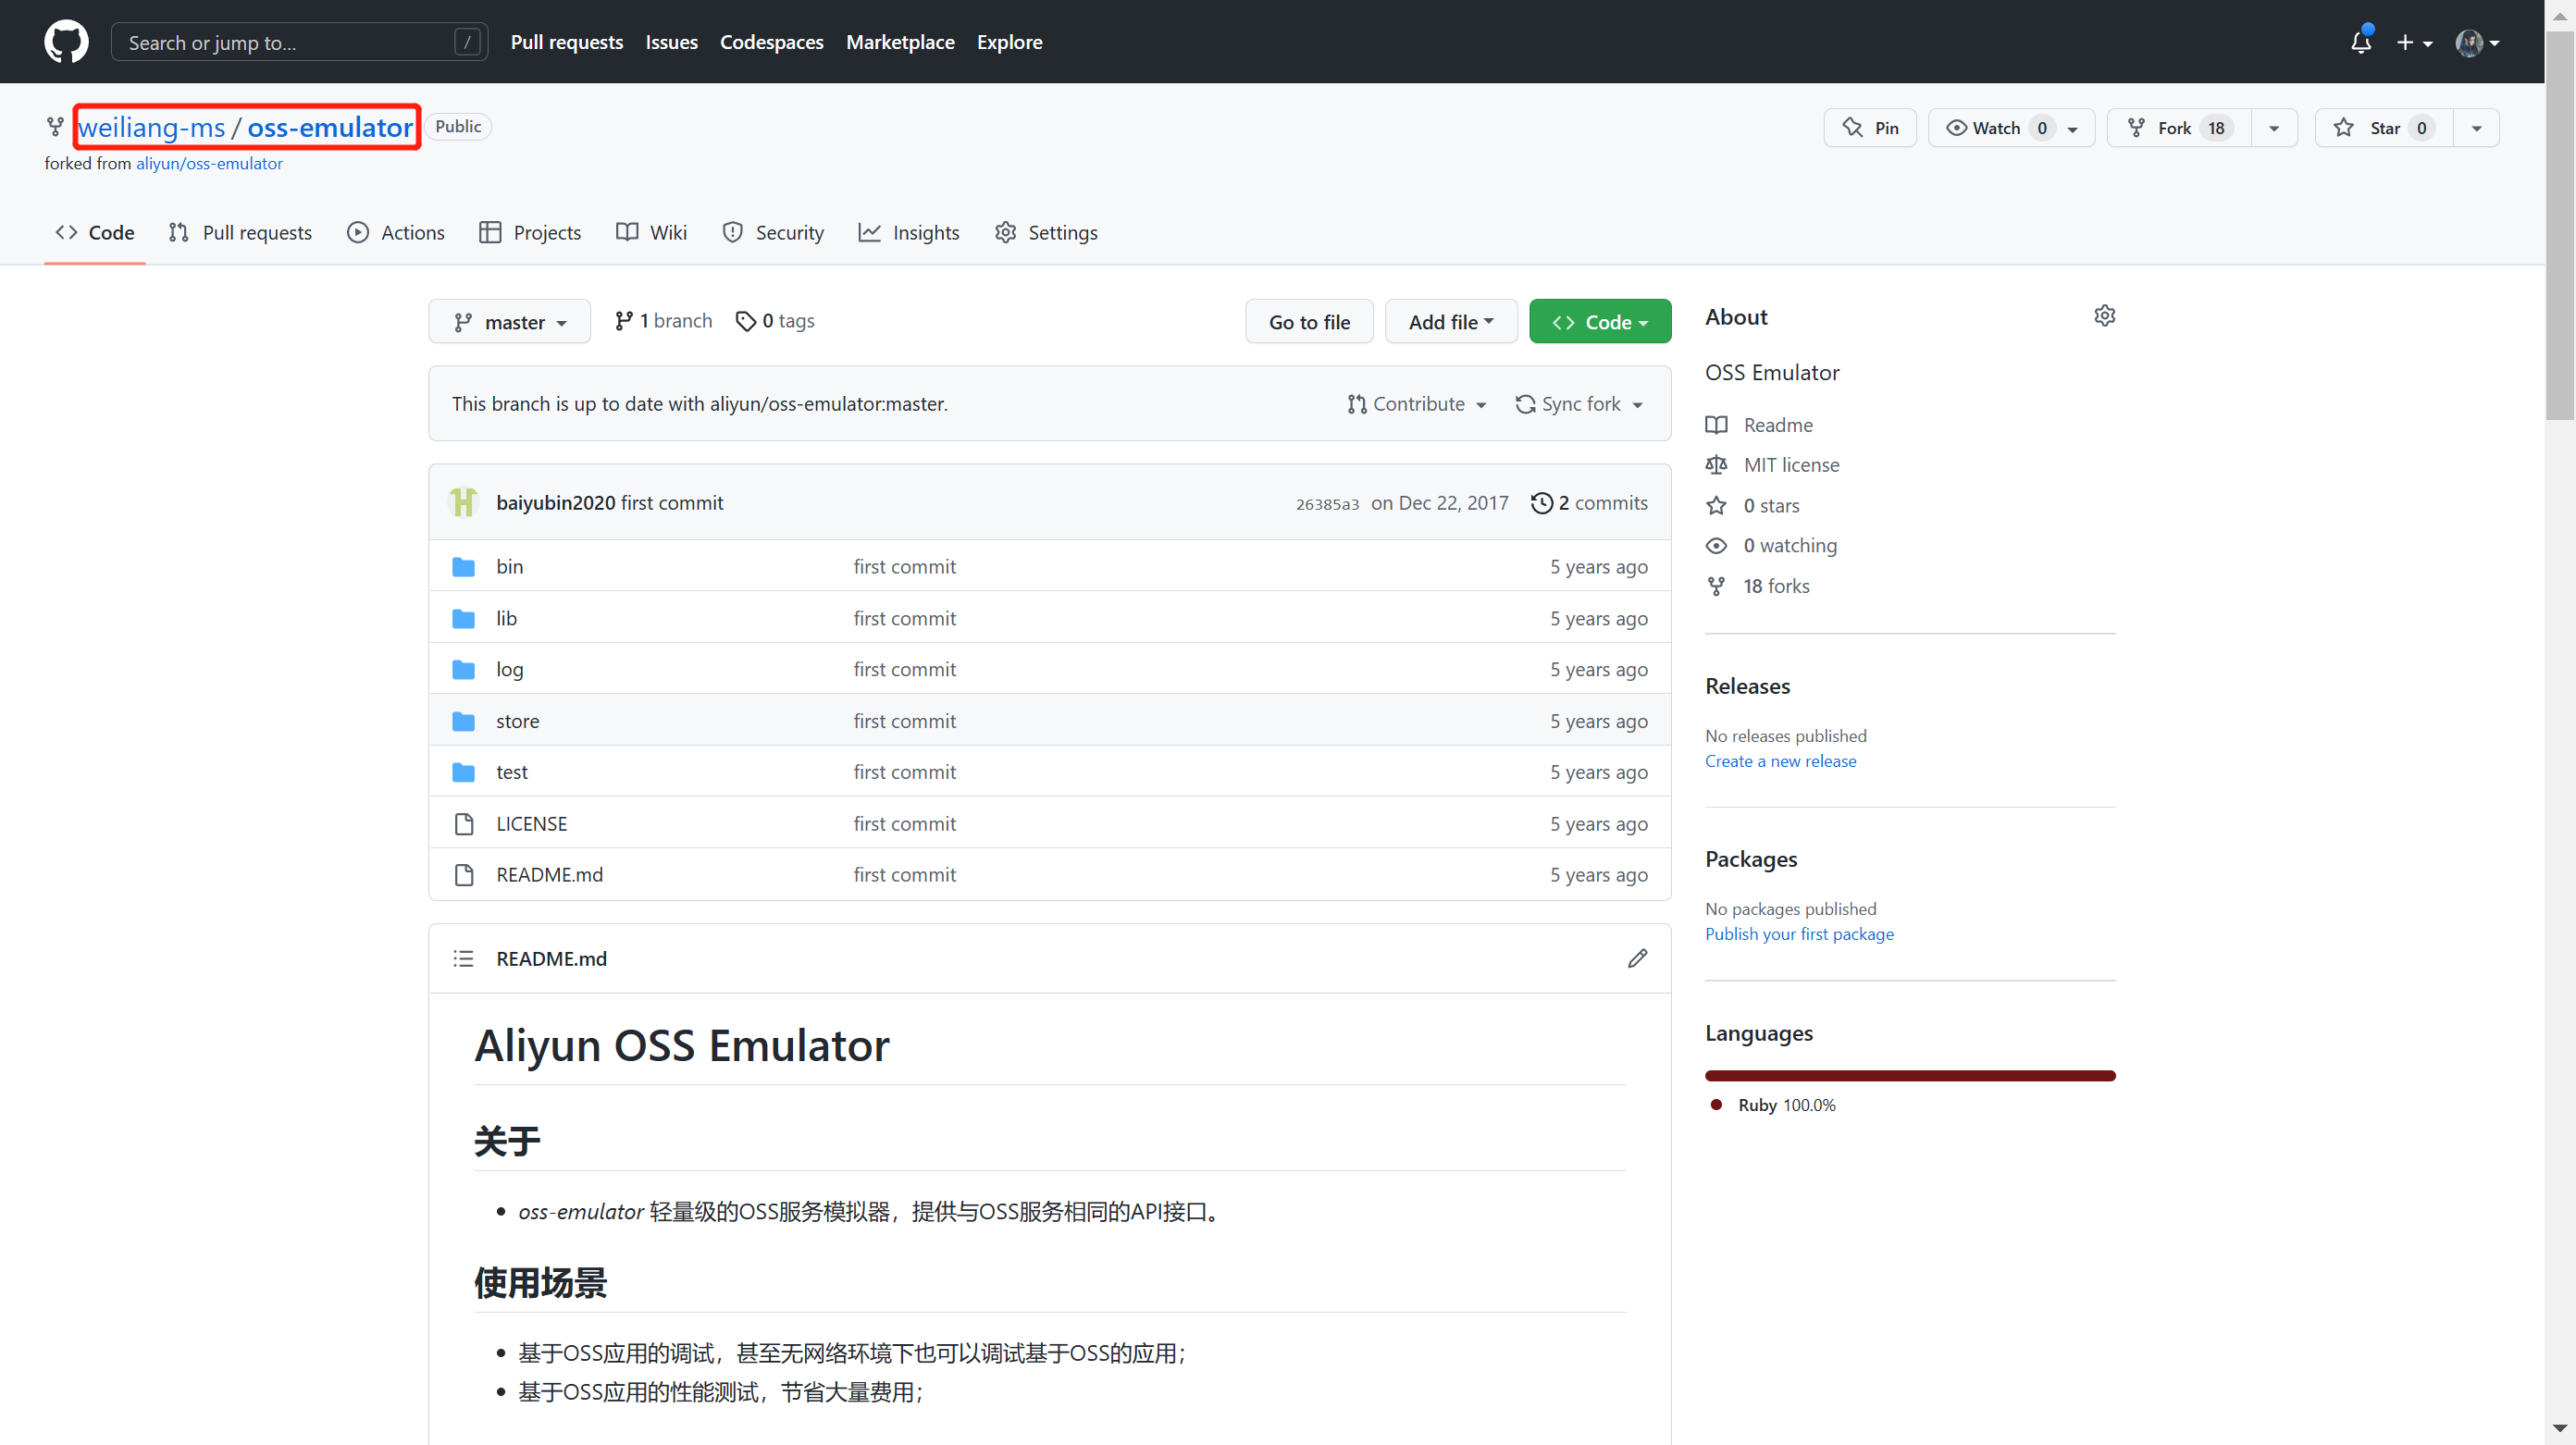 Search or jump to... / Pull requests Issues Codespaces Marketplace Explore
weiliang-ms / oss-emulator Public Pin Watch 0 Fork 18 Star 0
forked from aliyun/oss-emulator
Code Pull requests Actions Projects Wiki Security Insights Settings
master 1 branch 0 tags Go to file Add file Code
This branch is up to date with aliyun/oss-emulator:master. Contribute Sync fork
baiyubin2020 first commit 26385a3 on Dec 22, 2017 2 commits
bin first commit 5 years ago
lib first commit 5 years ago
log first commit 5 years ago
store first commit 5 years ago
test first commit 5 years ago
LICENSE first commit 5 years ago
README.md first commit 5 years ago
README.md
Aliyun OSS Emulator
关于
oss-emulator 轻量级的OSS服务模拟器，提供与OSS服务相同的API接口。
使用场景
基于OSS应用的调试，甚至无网络环境下也可以调试基于OSS的应用；
基于OSS应用的性能测试，节省大量费用；
About
OSS Emulator
Readme
MIT license
0 stars
0 watching
18 forks
Releases
No releases published
Create a new release
Packages
No packages published
Publish your first package
Languages
Ruby 100.0%